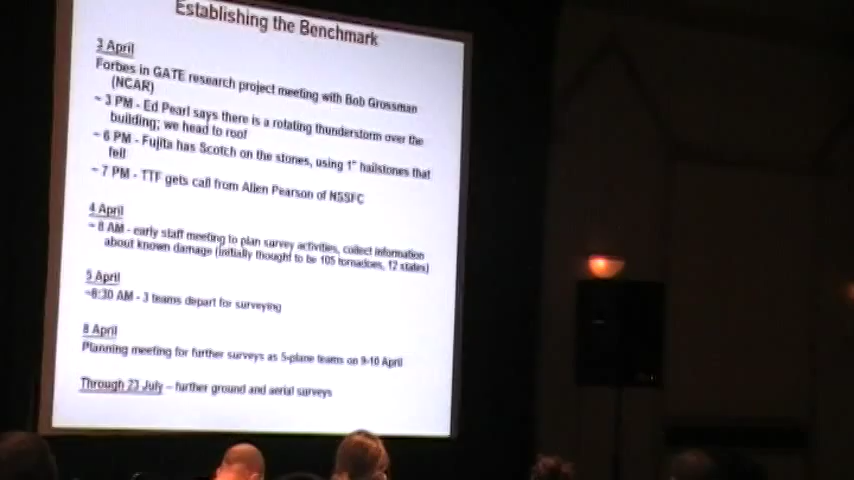 Establishing the Benchmark
3 April
Forbes in GATE research project meeting with Bob Grossman
(NCAR)
~ 3 PM - Ed Pearl says there is a rotating thunderstorm over the
building; we head to roof
~ 6 PM - Fujita has Scotch on the stones, using 1" hailstones that
fell
~ 7 PM - TTF gets call from Allen Pearson of NSSFC
4 April
~ 8 AM - early staff meeting to plan survey activities, collect information
about known damage (initially thought to be 105 tornadoes, 12 states)
5 April
~8:30 AM - 3 teams depart for surveying
8 April
Planning meeting for further surveys as 5-plane teams on 9-10 April
Through 23 July – further ground and aerial surveys